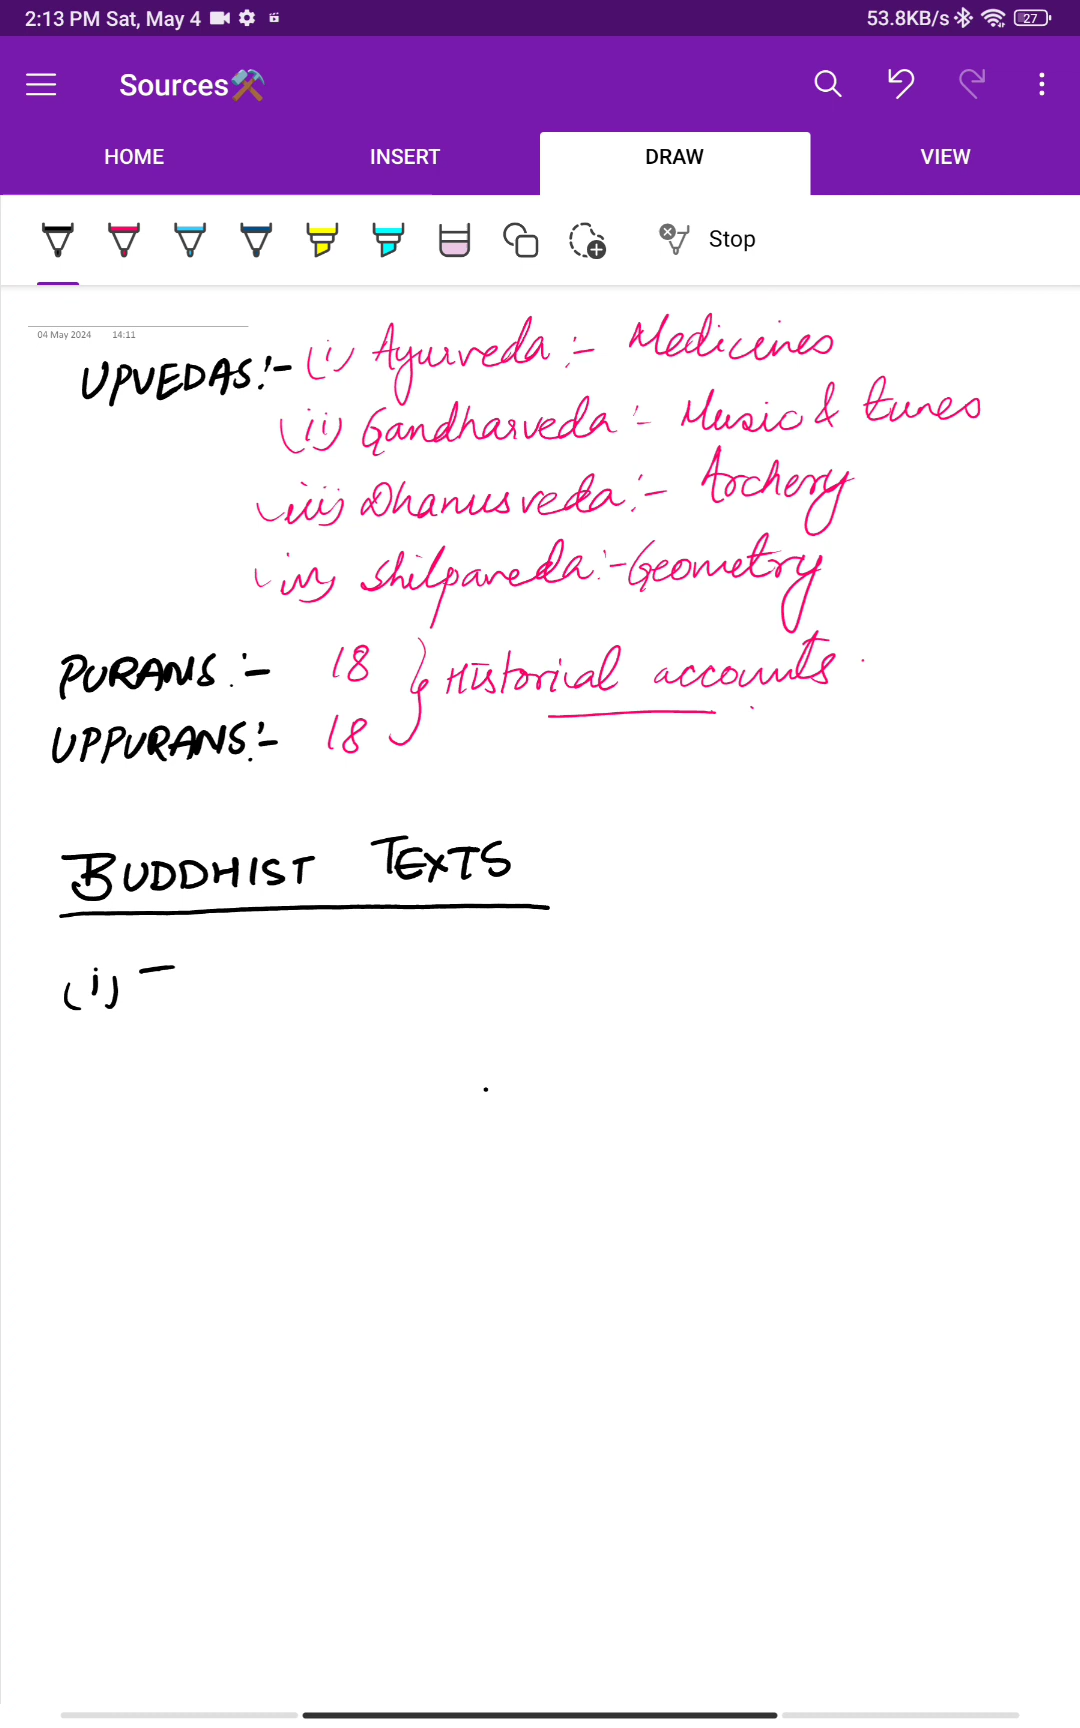 2:13 PM Sat, May 4
53.8KB/s 27
Sources
HOME INSERT DRAW VIEW
Stop
04 May 2024 14:11
UPVEDAS:- (i) Ayurveda:- Medicines
(ii) Gandharveda:- Music & tunes
(iii) Dhanusveda:- Archery
(iv) Shilpaveda:- Geometry
PURANS:- 18 } Historical accounts.
UPPURANS:- 18
BUDDHIST TEXTS
(i) -